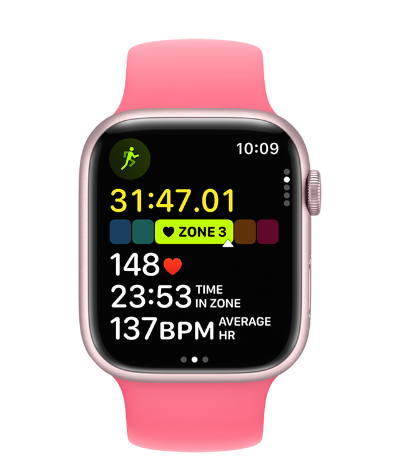 10:09
31:47.01
ZONE 3
148
23:53 TIME IN ZONE
137BPM AVERAGE HR